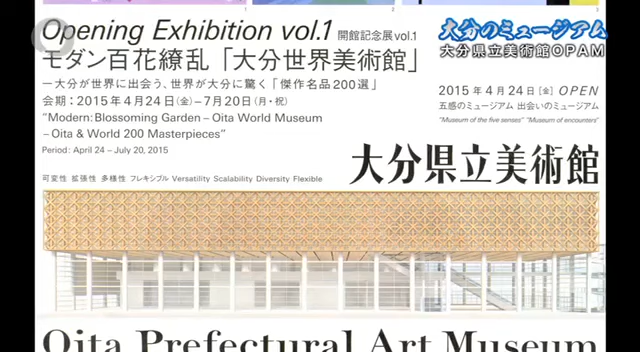 Opening Exhibition vol.1 開館記念展vol.1
モダン百花繚乱「大分世界美術館」
ー大分が世界に出会う、世界が大分に驚く「傑作名品200選」
会期：2015年4月24日(金)－7月20日(月・祝)
"Modern: Blossoming Garden – Oita World Museum
– Oita & World 200 Masterpieces"
Period: April 24 – July 20, 2015
大分のミュージアム
大分県立美術館OPAM
2015年4月24日[金] OPEN
五感のミュージアム 出会いのミュージアム
"Museum of the five senses" "Museum of encounters"
大分県立美術館
可変性 拡張性 多様性 フレキシブル Versatility Scalability Diversity Flexible
Oita Prefectural Art Museum